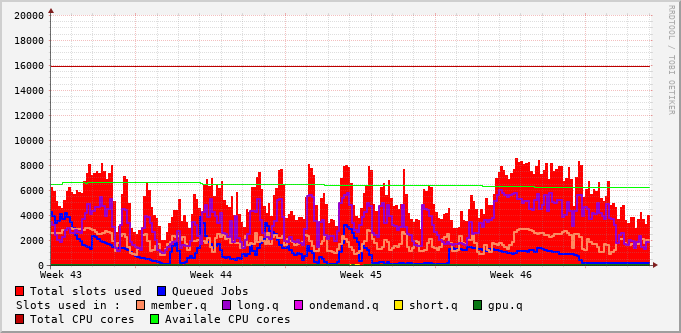 RRDTOOL / TOBI OETIKER
20000
18000
16000
14000
12000
10000
8000
6000
4000
2000
0
Week 43 Week 44 Week 45 Week 46
Total slots used Queued Jobs
Slots used in : member.q long.q ondemand.q short.q gpu.q
Total CPU cores Availale CPU cores